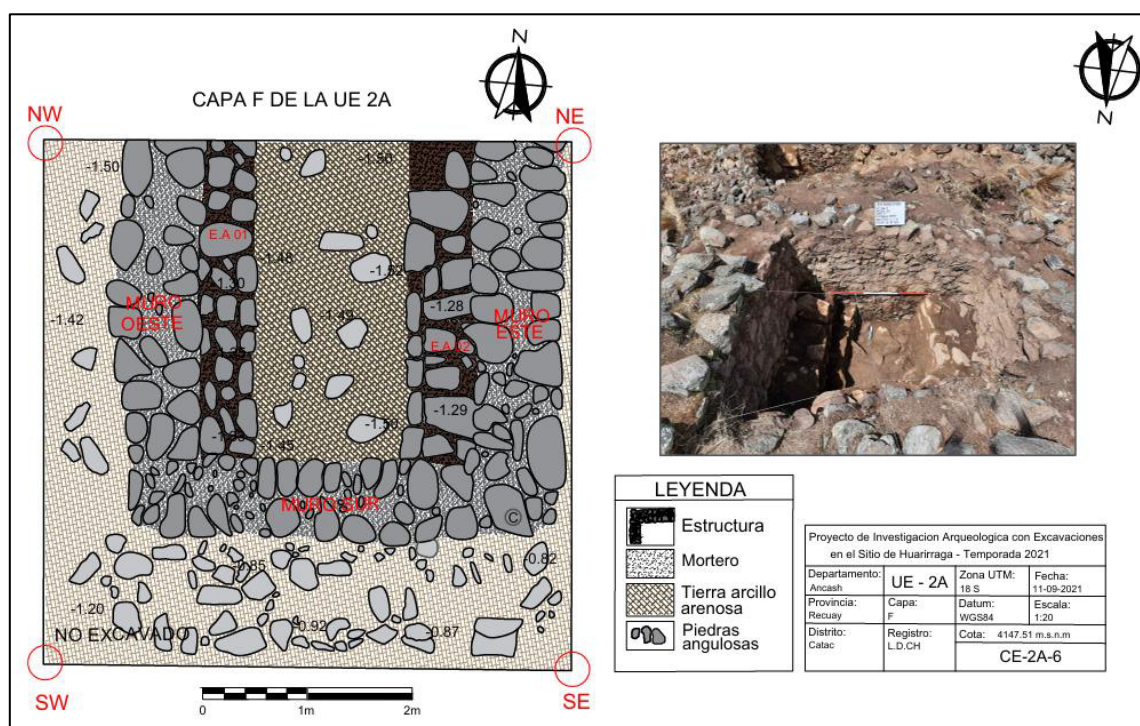 N
N
CAPA F DE LA UE 2A
NW
NE
-1.50
-1.50
E.A 01
-1.48
-1.52
-1.30
-1.28
MURO
OESTE
-1.42
-1.49
MURO
ESTE
E.A 02
-1.29
-1.50
-1.45
MURO SUR
©
-0.82
-0.85
-1.20
-0.92
-0.87
NO EXCAVADO
SW
SE
0
1m
2m
LEYENDA
Estructura
Mortero
Tierra arcillo
arenosa
Piedras
angulosas
Proyecto de Investigacion Arqueologica con Excavaciones
en el Sitio de Huarirraga - Temporada 2021
Departamento:
Ancash
UE - 2A
Zona UTM:
18 S
Fecha:
11-09-2021
Provincia:
Recuay
Capa:
F
Datum:
WGS84
Escala:
1:20
Distrito:
Catac
Registro:
L.D.CH
Cota: 4147.51 m.s.n.m
CE-2A-6